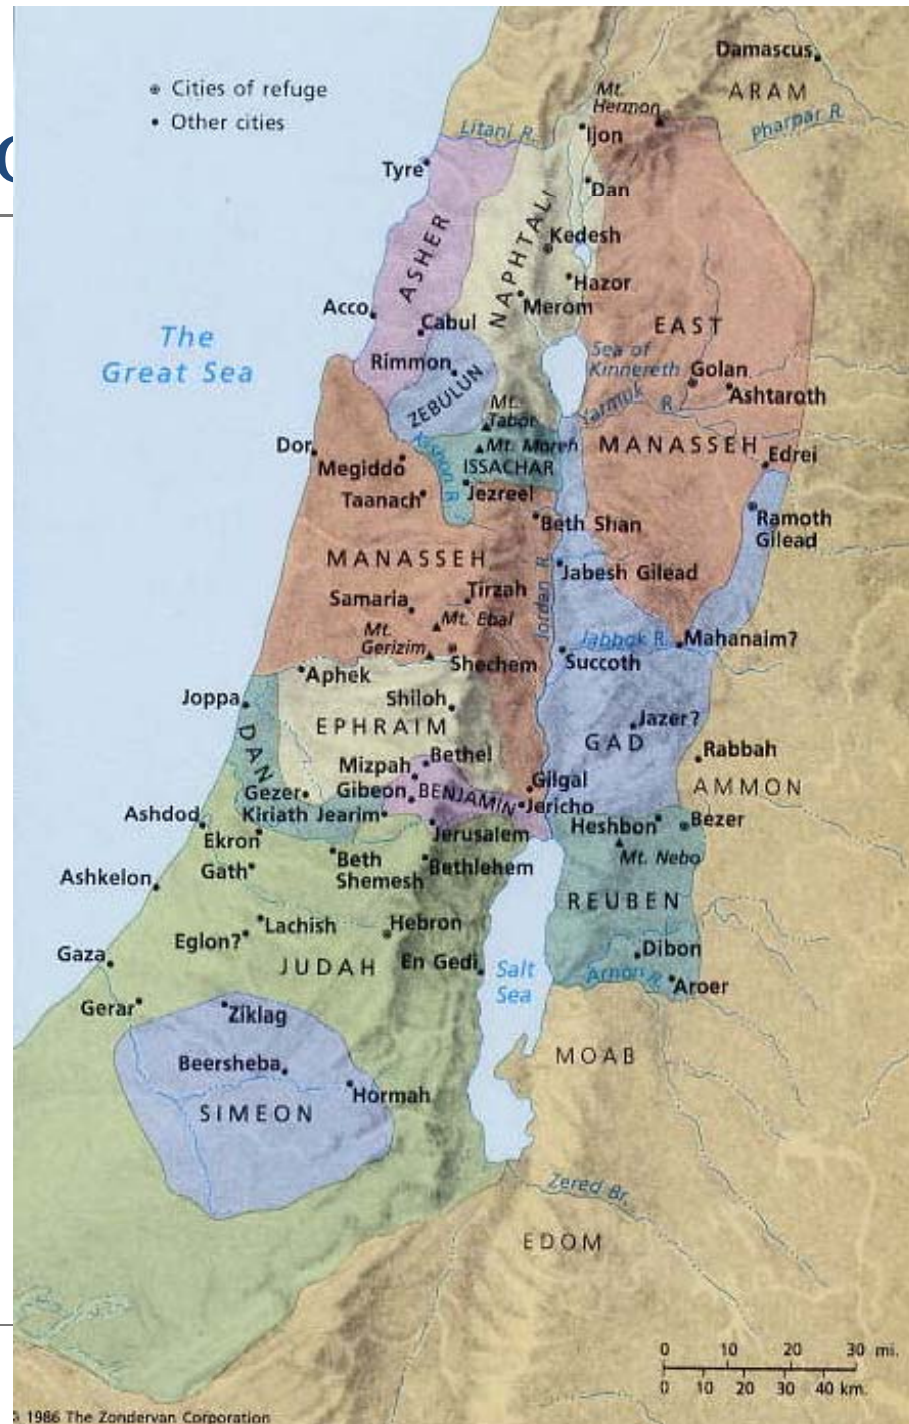 Damascus
Cities of refuge
ARAM
Mt.
Hermon
Other cities
Pharpar R.
Litani R.
Ijon
Tyre
Dan
NAPHTALI
ASHER
Kedesh
Hazor
Merom
Acco
Cabul
EAST
The
Great Sea
Sea of
Kinnereth
Rimmon
Golan
ZEBULUN
Ashtaroth
Yarmuk
R.
Mt.
Tabor
Dor
Kishon R.
Mt. Moreh
MANASSEH
Edrei
Megiddo
ISSACHAR
Taanach
Jezreel
Beth Shan
Ramoth
Gilead
MANASSEH
Jordan R.
Jabesh Gilead
Tirzah
Samaria
Mt. Ebal
Mt.
Gerizim
Jabbok R.
Mahanaim?
Shechem
Succoth
Aphek
Joppa
Shiloh
EPHRAIM
Jazer?
DAN
GAD
Rabbah
Bethel
Mizpah
Gilgal
AMMON
Gezer
Gibeon
BENJAMIN
Jericho
Ashdod
Kiriath Jearim
Heshbon
Bezer
Ekron
Jerusalem
Mt. Nebo
Gath
Beth
Shemesh
Bethlehem
Ashkelon
REUBEN
Lachish
Hebron
Eglon?
Dibon
Gaza
JUDAH
En Gedi
Salt
Sea
Arnon R.
Aroer
Gerar
Ziklag
MOAB
Beersheba
Hormah
SIMEON
Zered Br.
EDOM
0 10 20 30 mi.
0 10 20 30 40 km.
© 1986 The Zondervan Corporation